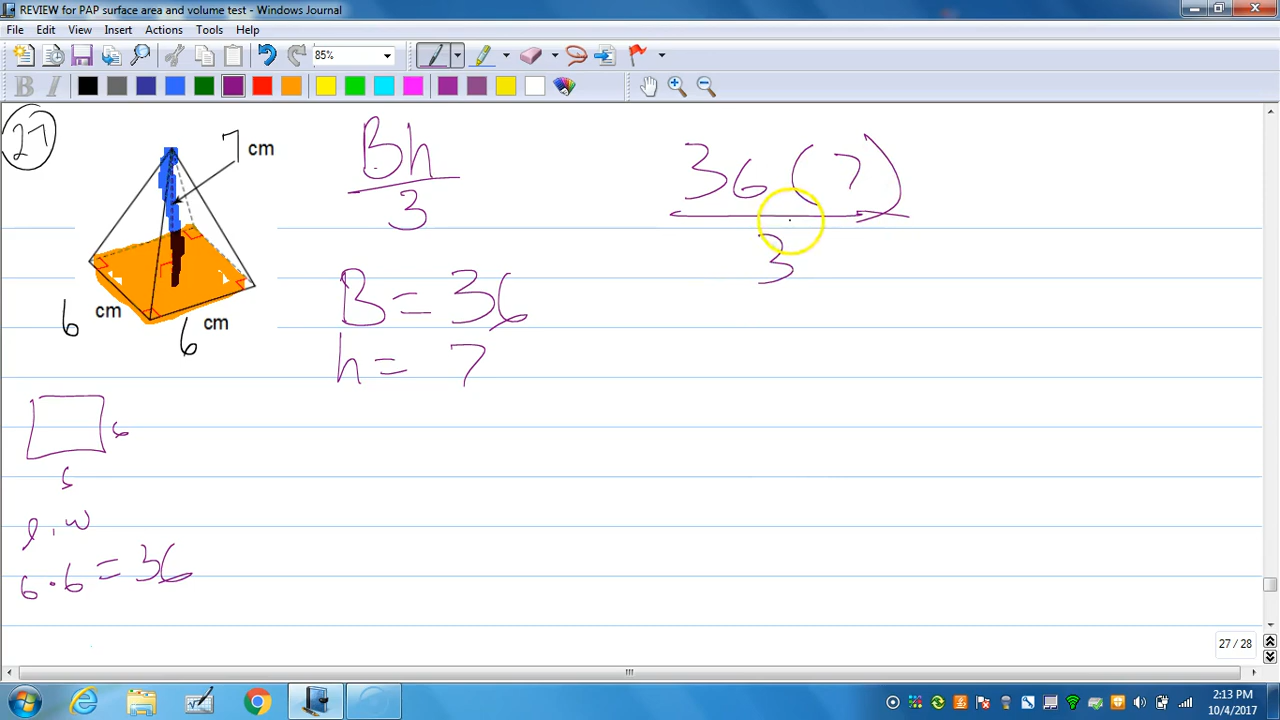 REVIEW for PAP surface area and volume test - Windows Journal
File Edit View Insert Actions Tools Help
85%
B I
27
7 cm
6 cm
6 cm
Bh
3
B = 36
h = 7
36 (7)
3
6
l · w
6 · 6 = 36
27 / 28
2:13 PM
10/4/2017